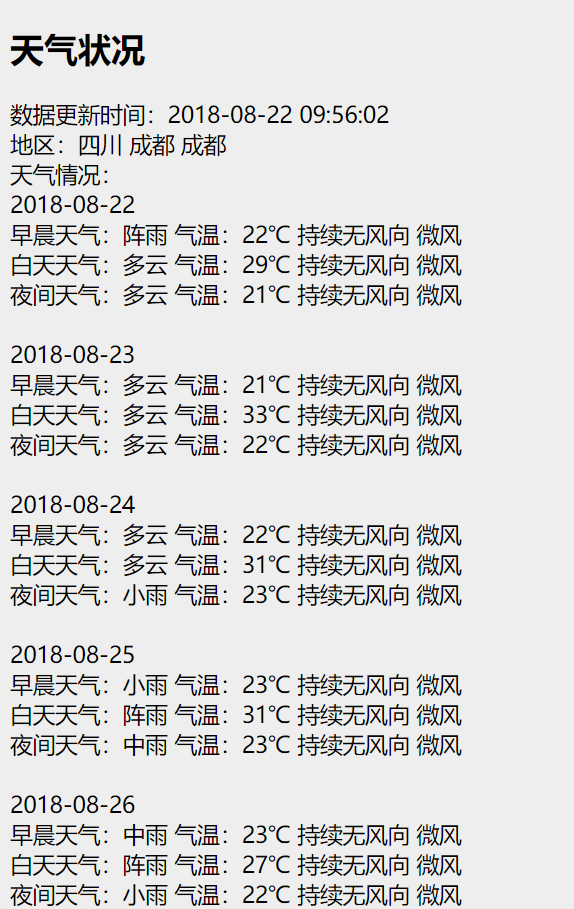 天气状况
数据更新时间：2018-08-22 09:56:02
地区：四川 成都 成都
天气情况：
2018-08-22
早晨天气：阵雨 气温：22℃ 持续无风向 微风
白天天气：多云 气温：29℃ 持续无风向 微风
夜间天气：多云 气温：21℃ 持续无风向 微风
2018-08-23
早晨天气：多云 气温：21℃ 持续无风向 微风
白天天气：多云 气温：33℃ 持续无风向 微风
夜间天气：多云 气温：22℃ 持续无风向 微风
2018-08-24
早晨天气：多云 气温：22℃ 持续无风向 微风
白天天气：多云 气温：31℃ 持续无风向 微风
夜间天气：小雨 气温：23℃ 持续无风向 微风
2018-08-25
早晨天气：小雨 气温：23℃ 持续无风向 微风
白天天气：阵雨 气温：31℃ 持续无风向 微风
夜间天气：中雨 气温：23℃ 持续无风向 微风
2018-08-26
早晨天气：中雨 气温：23℃ 持续无风向 微风
白天天气：阵雨 气温：27℃ 持续无风向 微风
夜间天气：小雨 气温：22℃ 持续无风向 微风